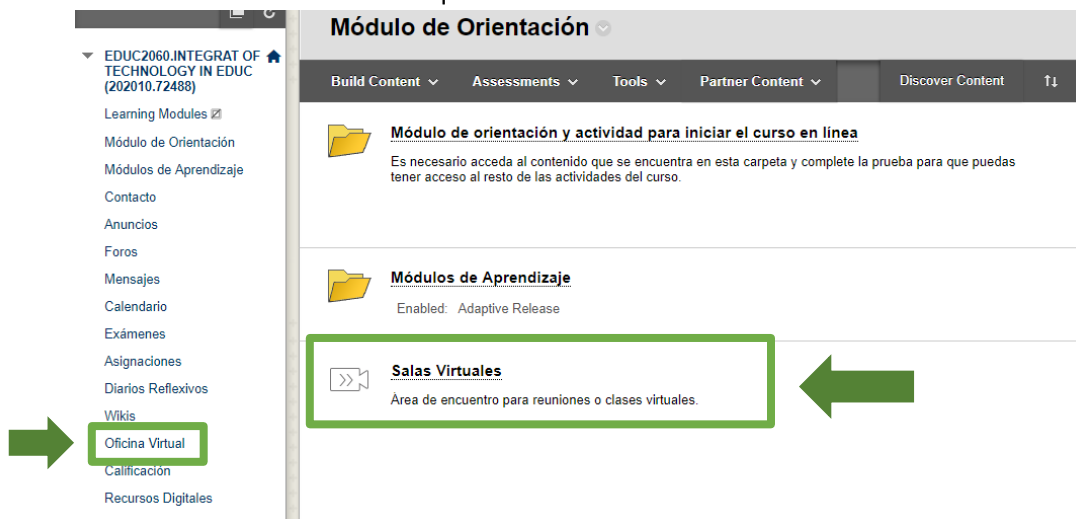 Módulo de Orientación
EDUC2060.INTEGRAT OF
TECHNOLOGY IN EDUC
(202010.72488)
Learning Modules
Módulo de Orientación
Módulos de Aprendizaje
Contacto
Anuncios
Foros
Mensajes
Calendario
Exámenes
Asignaciones
Diarios Reflexivos
Wikis
Oficina Virtual
Calificación
Recursos Digitales
Build Content Assessments Tools Partner Content Discover Content
Módulo de orientación y actividad para iniciar el curso en línea
Es necesario acceda al contenido que se encuentra en esta carpeta y complete la prueba para que puedas
tener acceso al resto de las actividades del curso.
Módulos de Aprendizaje
Enabled: Adaptive Release
Salas Virtuales
Área de encuentro para reuniones o clases virtuales.